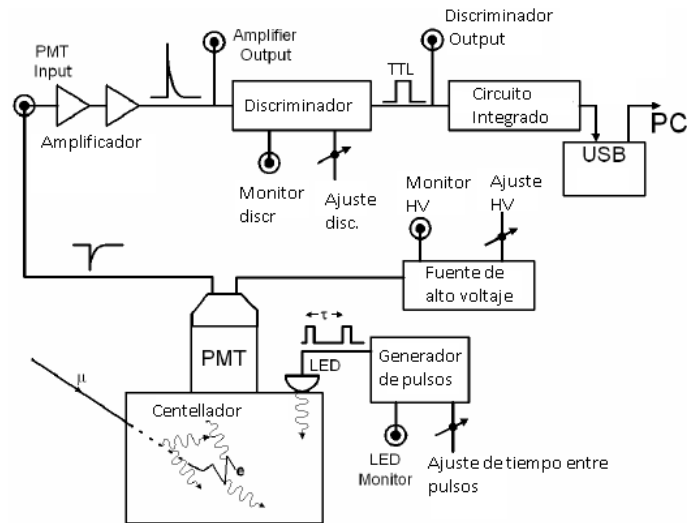 PMT
Input
Amplificador
Amplifier
Output
Discriminador
Monitor
discr
Ajuste
disc.
TTL
Discriminador
Output
Circuito
Integrado
USB
PC
Monitor
HV
Ajuste
HV
Fuente de
alto voltaje
PMT
τ
LED
Generador
de pulsos
LED
Monitor
Ajuste de tiempo entre
pulsos
μ
Centellador
e